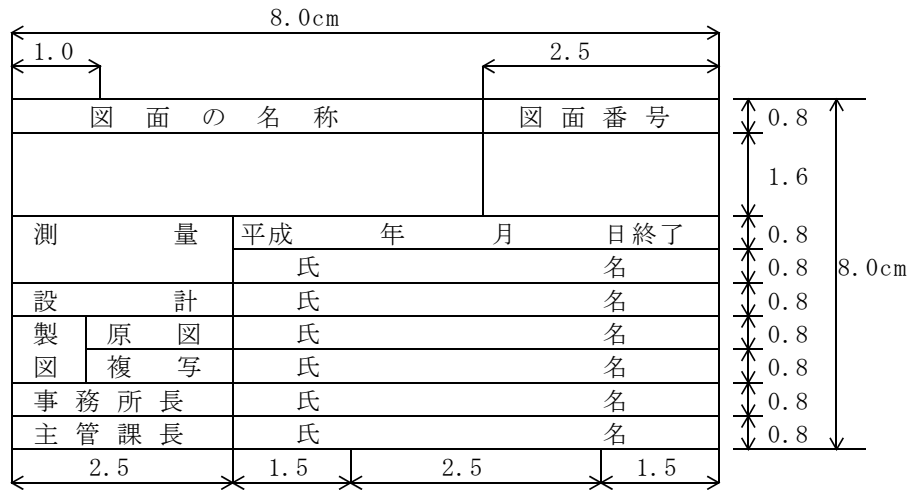 8.0cm
1.0 2.5
図面の名称 図面番号 0.8
1.6
測量 平成 年 月 日終了 0.8
氏名 0.8 8.0cm
設計 氏名 0.8
製 原図 氏名 0.8
図 複写 氏名 0.8
事務所長 氏名 0.8
主管課長 氏名 0.8
2.5 1.5 2.5 1.5